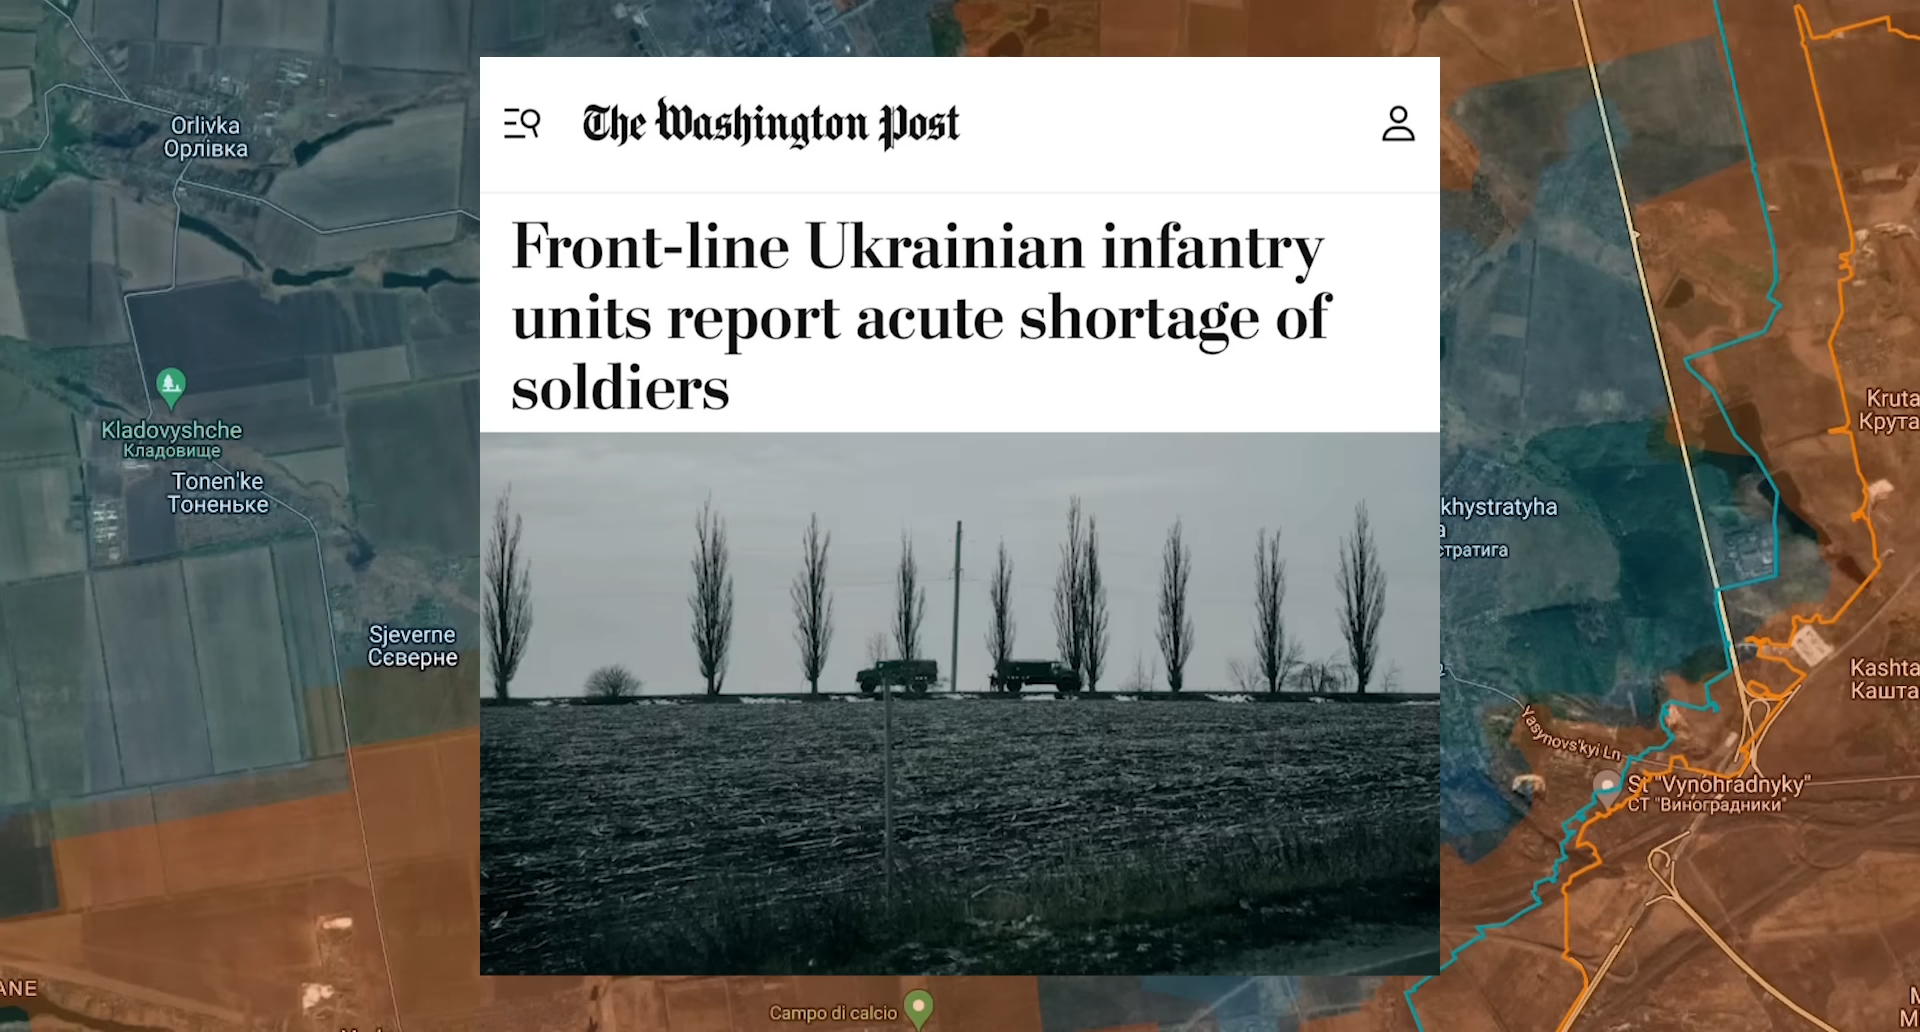 Orlivka
Орлівка
Kladovyshche
Кладовище
Tonen'ke
Тоненьке
Sjeverne
Сєверне
The Washington Post
Front-line Ukrainian infantry
units report acute shortage of
soldiers
khystratyha
а
стратига
Kruta
Крута
Kashta
Кашта
Yasynovs'kyi Ln
St "Vynohradnyky"
СТ "Виноградники"
ANE
Campo di calcio
M
M